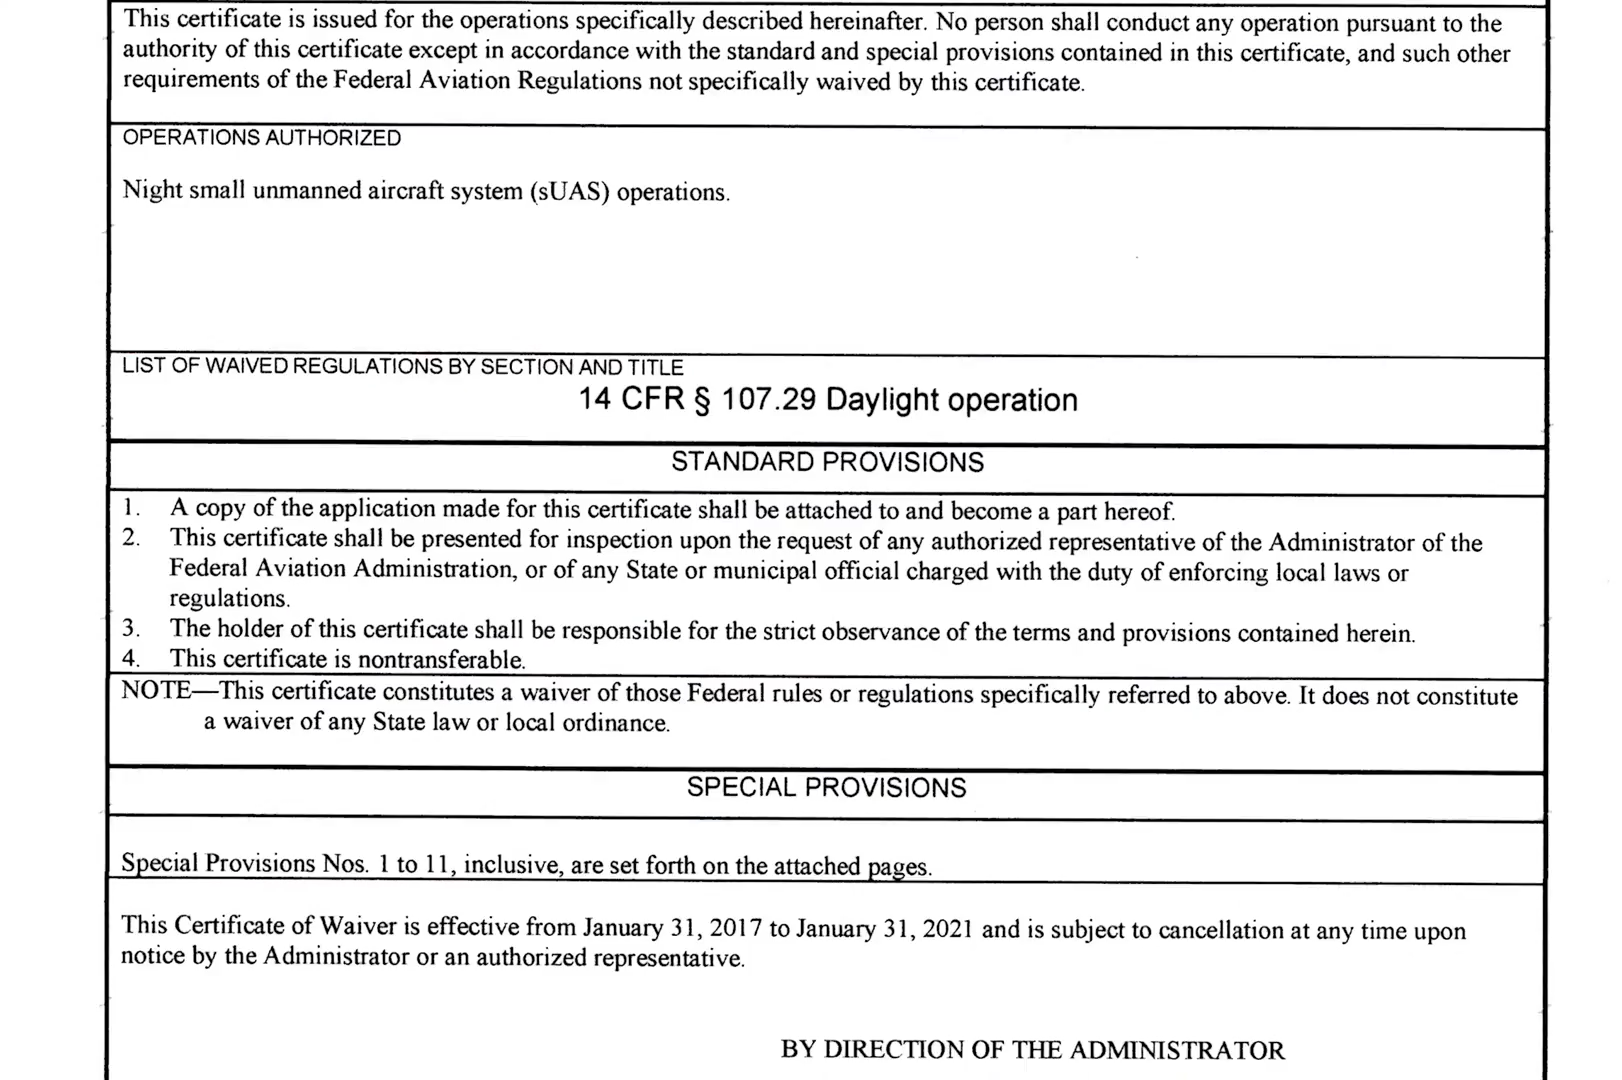 This certificate is issued for the operations specifically described hereinafter. No person shall conduct any operation pursuant to the
authority of this certificate except in accordance with the standard and special provisions contained in this certificate, and such other
requirements of the Federal Aviation Regulations not specifically waived by this certificate.
OPERATIONS AUTHORIZED
Night small unmanned aircraft system (sUAS) operations.
LIST OF WAIVED REGULATIONS BY SECTION AND TITLE
14 CFR § 107.29 Daylight operation
STANDARD PROVISIONS
1. A copy of the application made for this certificate shall be attached to and become a part hereof.
2. This certificate shall be presented for inspection upon the request of any authorized representative of the Administrator of the
Federal Aviation Administration, or of any State or municipal official charged with the duty of enforcing local laws or
regulations.
3. The holder of this certificate shall be responsible for the strict observance of the terms and provisions contained herein.
4. This certificate is nontransferable.
NOTE—This certificate constitutes a waiver of those Federal rules or regulations specifically referred to above. It does not constitute
a waiver of any State law or local ordinance.
SPECIAL PROVISIONS
Special Provisions Nos. 1 to 11, inclusive, are set forth on the attached pages.
This Certificate of Waiver is effective from January 31, 2017 to January 31, 2021 and is subject to cancellation at any time upon
notice by the Administrator or an authorized representative.
BY DIRECTION OF THE ADMINISTRATOR